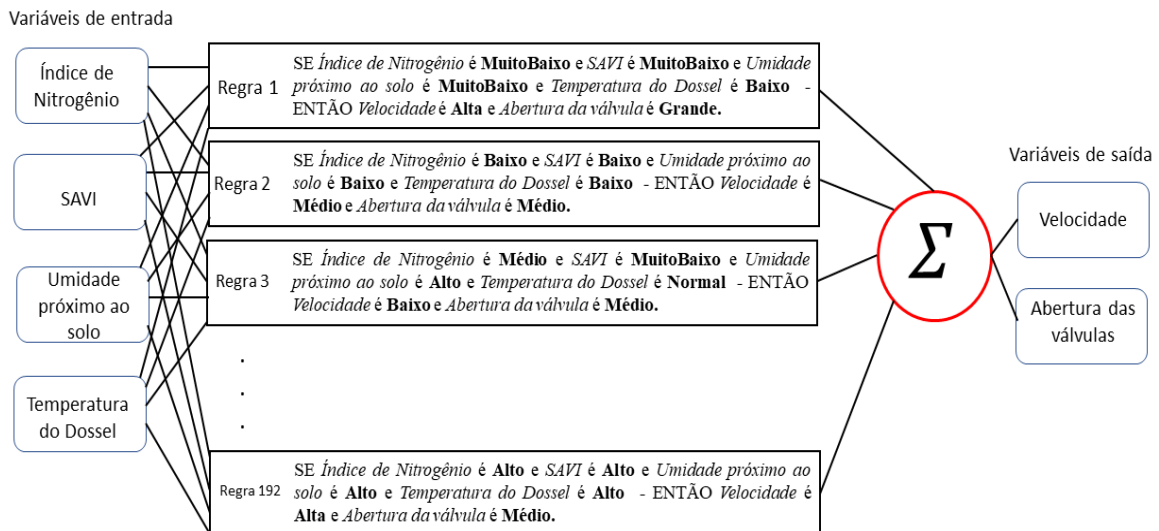 Variáveis de entrada
Índice de
Nitrogênio
SAVI
Umidade
próximo ao
solo
Temperatura
do Dossel
Regra 1
SE Índice de Nitrogênio é MuitoBaixo e SAVI é MuitoBaixo e Umidade
próximo ao solo é MuitoBaixo e Temperatura do Dossel é Baixo -
ENTÃO Velocidade é Alta e Abertura da válvula é Grande.
Regra 2
SE Índice de Nitrogênio é Baixo e SAVI é Baixo e Umidade próximo ao
solo é Baixo e Temperatura do Dossel é Baixo - ENTÃO Velocidade é
Médio e Abertura da válvula é Médio.
Regra 3
SE Índice de Nitrogênio é Médio e SAVI é MuitoBaixo e Umidade
próximo ao solo é Alto e Temperatura do Dossel é Normal - ENTÃO
Velocidade é Baixo e Abertura da válvula é Médio.
.
.
.
Regra 192
SE Índice de Nitrogênio é Alto e SAVI é Alto e Umidade próximo ao
solo é Alto e Temperatura do Dossel é Alto - ENTÃO Velocidade é
Alta e Abertura da válvula é Médio.
Σ
Variáveis de saída
Velocidade
Abertura das
válvulas